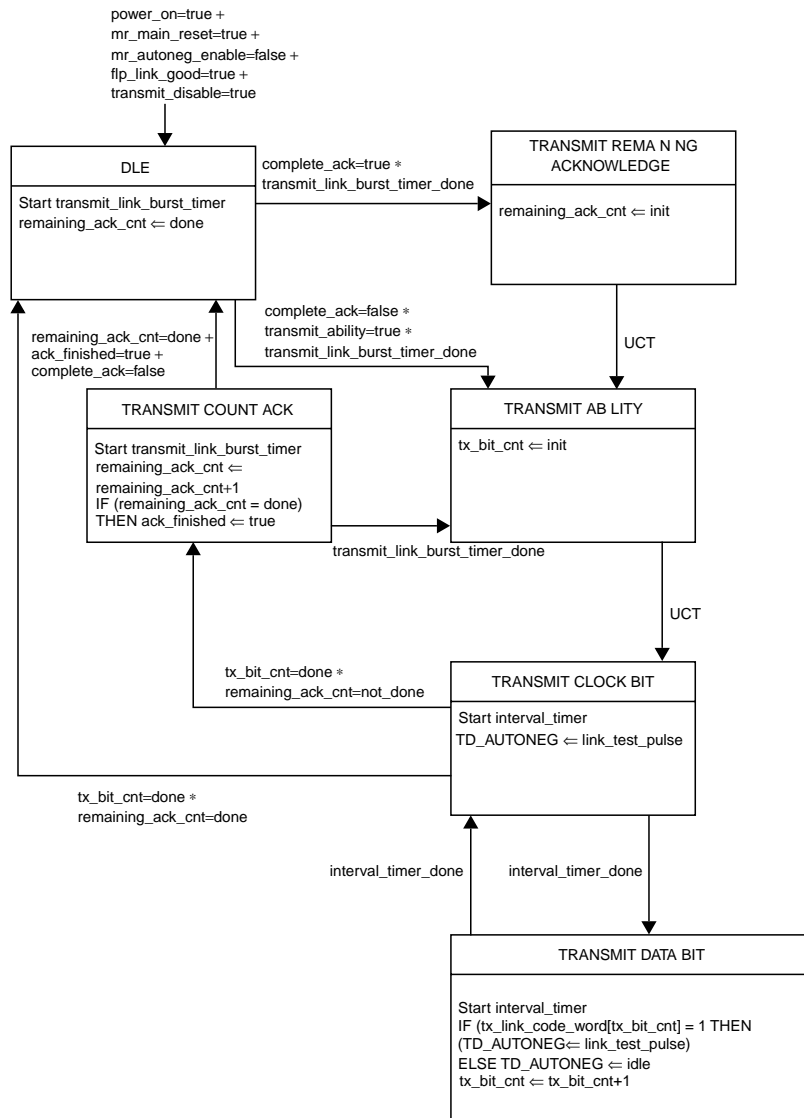 power_on=true +
mr_main_reset=true +
mr_autoneg_enable=false +
flp_link_good=true +
transmit_disable=true
DLE
Start transmit_link_burst_timer
remaining_ack_cnt ⇐ done
complete_ack=true *
transmit_link_burst_timer_done
TRANSMIT REMA N NG
ACKNOWLEDGE
remaining_ack_cnt ⇐ init
remaining_ack_cnt=done +
ack_finished=true +
complete_ack=false
complete_ack=false *
transmit_ability=true *
transmit_link_burst_timer_done
UCT
TRANSMIT COUNT ACK
Start transmit_link_burst_timer
remaining_ack_cnt ⇐
remaining_ack_cnt+1
IF (remaining_ack_cnt = done)
THEN ack_finished ⇐ true
TRANSMIT AB LITY
tx_bit_cnt ⇐ init
transmit_link_burst_timer_done
UCT
tx_bit_cnt=done *
remaining_ack_cnt=not_done
TRANSMIT CLOCK BIT
Start interval_timer
TD_AUTONEG ⇐ link_test_pulse
tx_bit_cnt=done *
remaining_ack_cnt=done
interval_timer_done
interval_timer_done
TRANSMIT DATA BIT
Start interval_timer
IF (tx_link_code_word[tx_bit_cnt] = 1 THEN
(TD_AUTONEG⇐ link_test_pulse)
ELSE TD_AUTONEG ⇐ idle
tx_bit_cnt ⇐ tx_bit_cnt+1